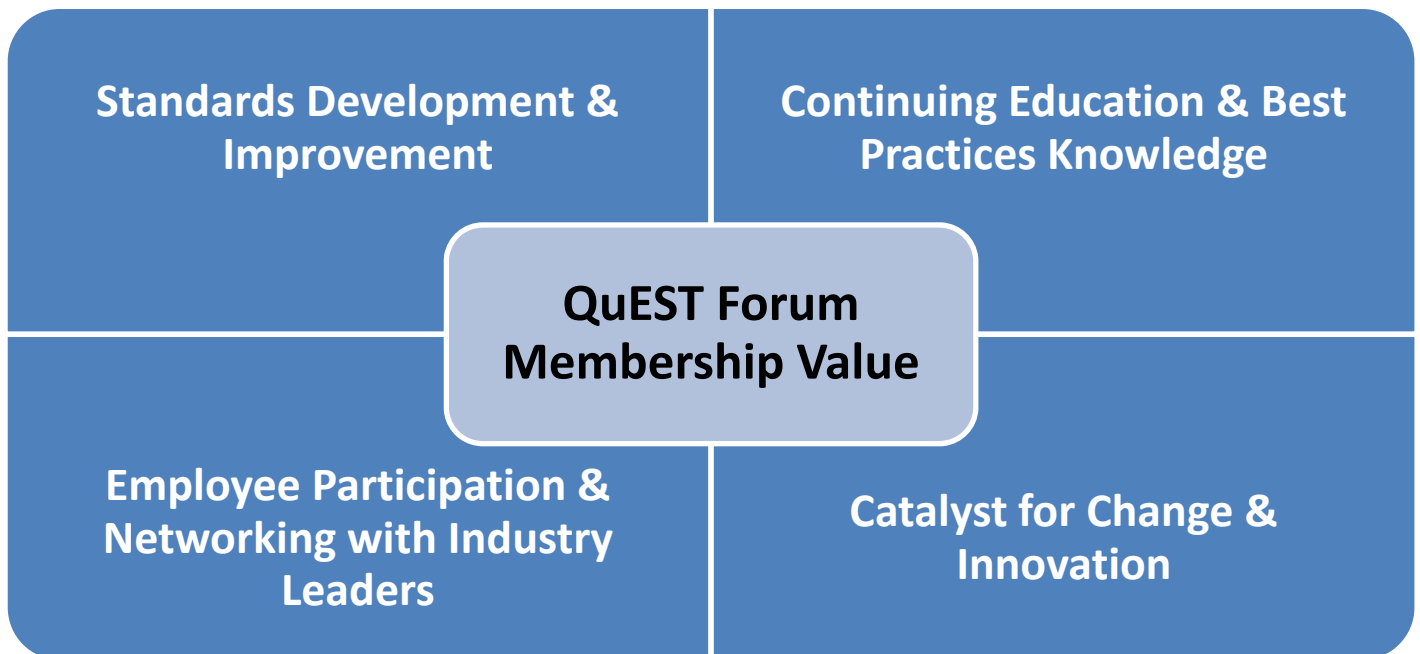 Standards Development &
Improvement
Continuing Education & Best
Practices Knowledge
QuEST Forum
Membership Value
Employee Participation &
Networking with Industry
Leaders
Catalyst for Change &
Innovation